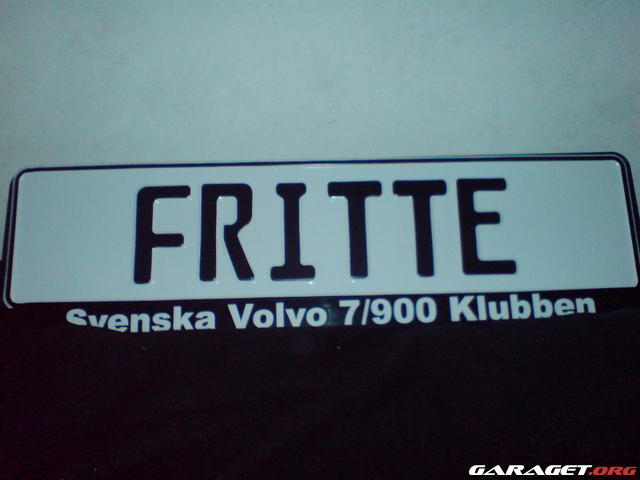 FRITTE
Svenska Volvo 7/900 Klubben
GARAGET.ORG